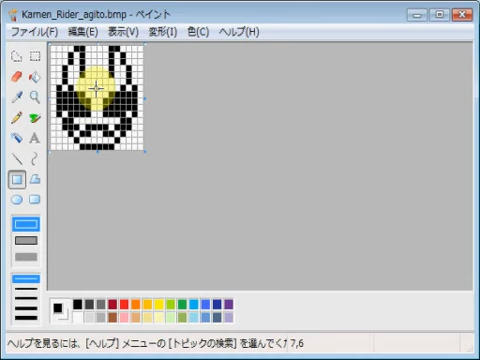 Kamen_Rider_agito.bmp - ペイント
ファイル(F) 編集(E) 表示(V) 変形(I) 色(C) ヘルプ(H)
A
ヘルプを見るには、[ヘルプ] メニューの [トピックの検索] を選んでく 7,6